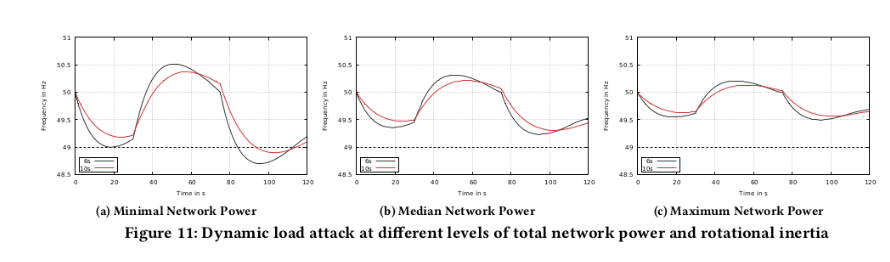 51
50.5
50
49.5
49
48.5
Frequency in Hz
6s
10s
0 20 40 60 80 100 120
Time in s
51
50.5
50
49.5
49
48.5
Frequency in Hz
6s
10s
0 20 40 60 80 100 120
Time in s
51
50.5
50
49.5
49
48.5
Frequency in Hz
6s
10s
0 20 40 60 80 100 120
Time in s
(a) Minimal Network Power
(b) Median Network Power
(c) Maximum Network Power
Figure 11: Dynamic load attack at different levels of total network power and rotational inertia